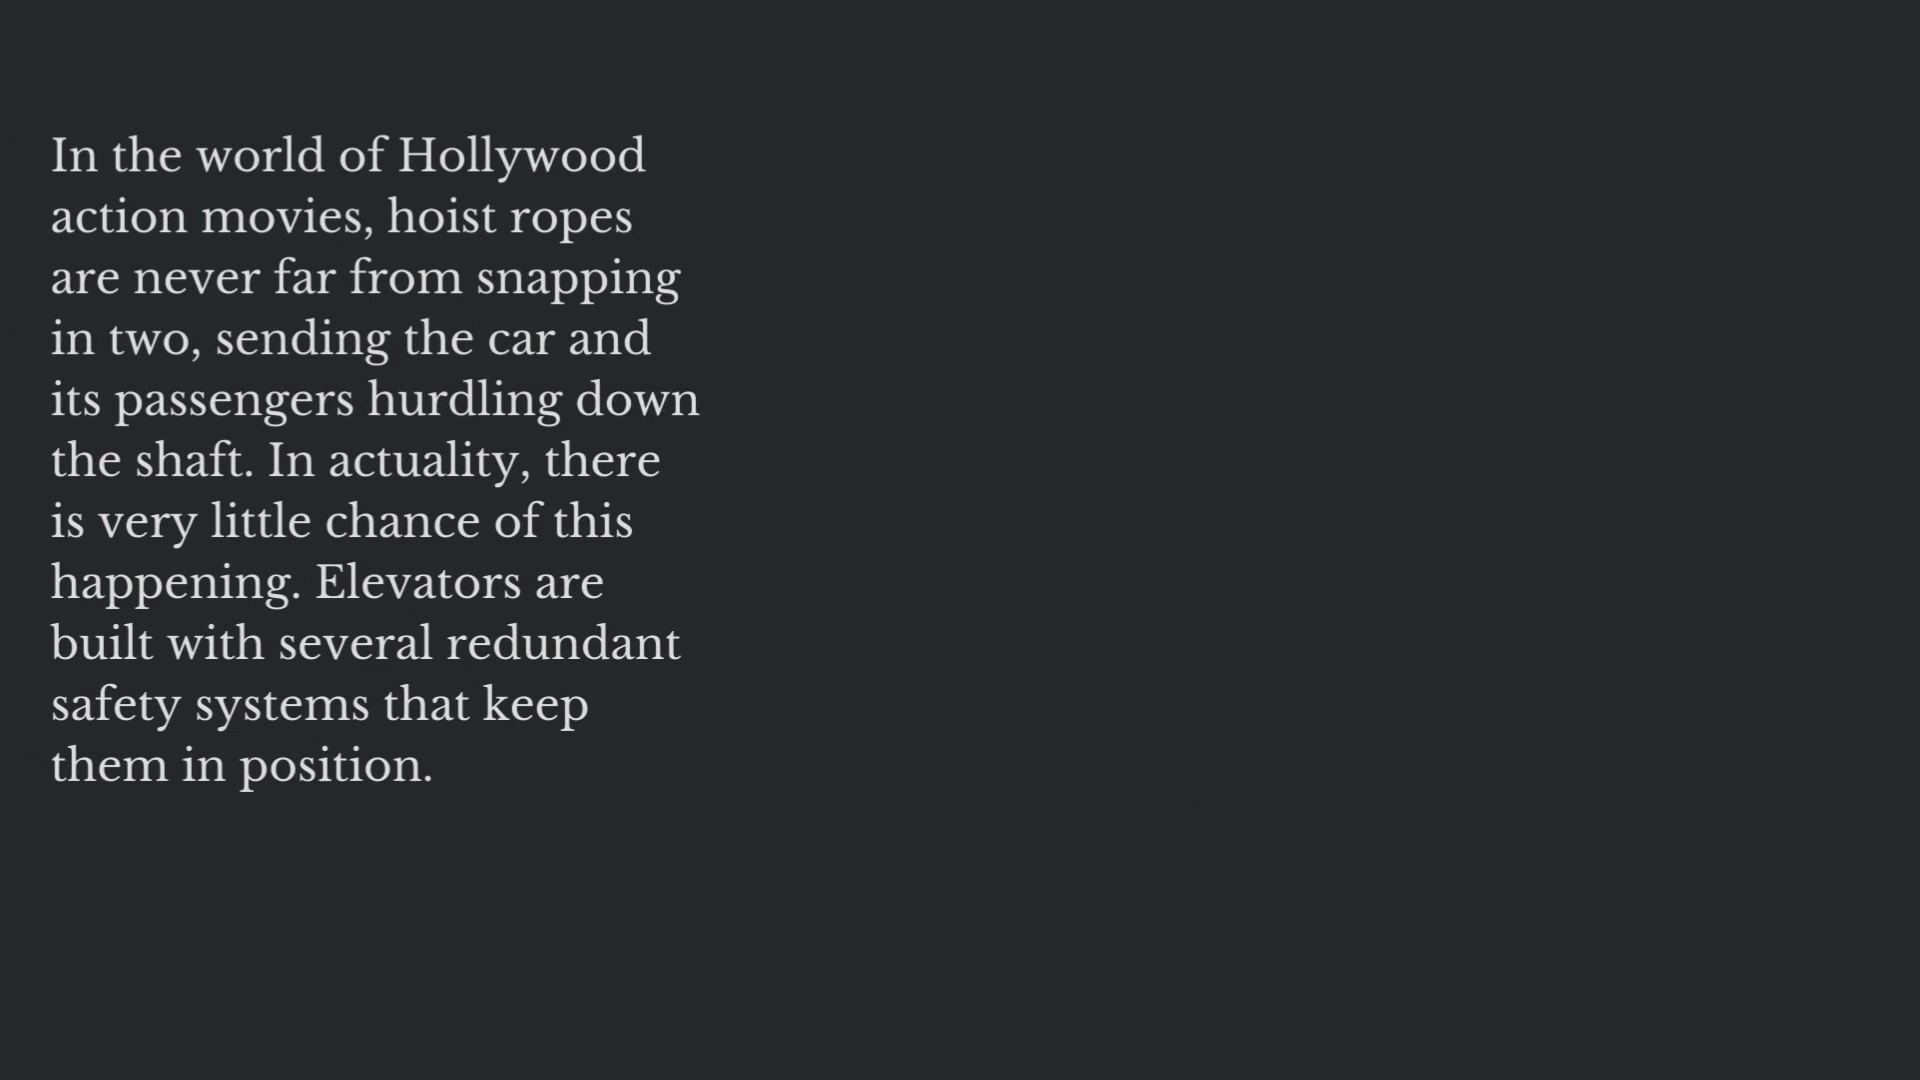 In the world of Hollywood
action movies, hoist ropes
are never far from snapping
in two, sending the car and
its passengers hurdling down
the shaft. In actuality, there
is very little chance of this
happening. Elevators are
built with several redundant
safety systems that keep
them in position.